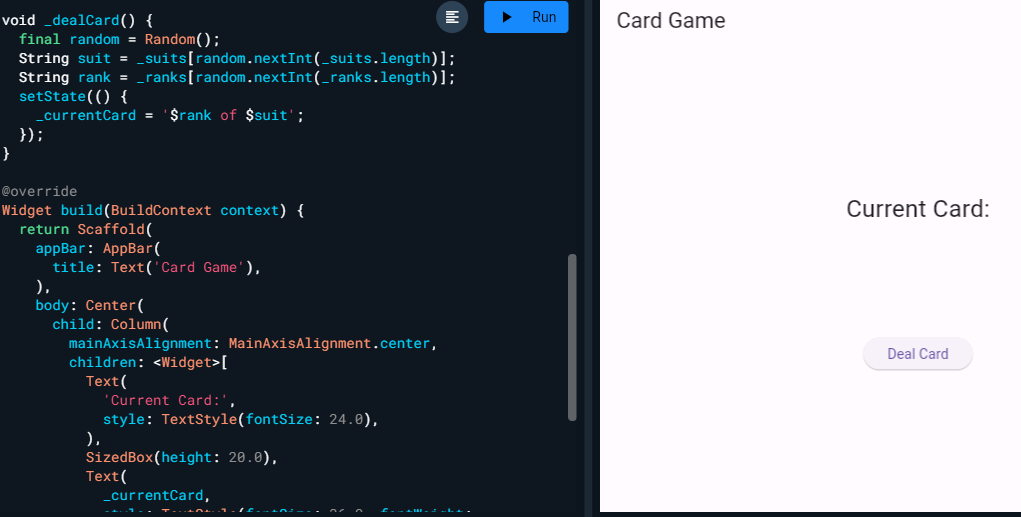 void _dealCard() {
final random = Random();
String suit = _suits[random.nextInt(_suits.length)];
String rank = _ranks[random.nextInt(_ranks.length)];
setState(() {
_currentCard = '$rank of $suit';
});
}
@override
Widget build(BuildContext context) {
return Scaffold(
appBar: AppBar(
title: Text('Card Game'),
),
body: Center(
child: Column(
mainAxisAlignment: MainAxisAlignment.center,
children: <Widget>[
Text(
'Current Card:',
style: TextStyle(fontSize: 24.0),
),
SizedBox(height: 20.0),
Text(
_currentCard,
Run
Card Game
Current Card:
Deal Card